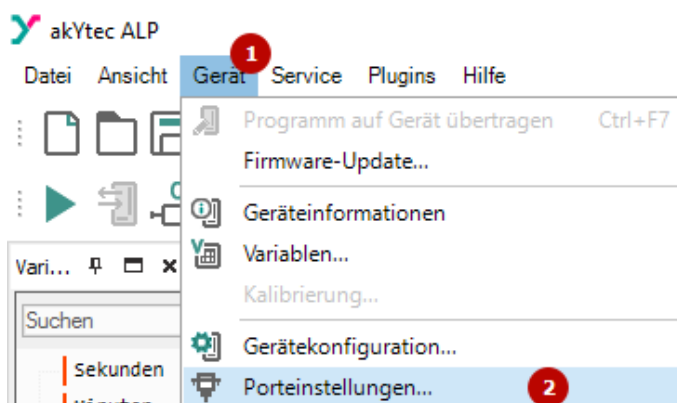 akYtec ALP
1
Datei Ansicht Gerät Service Plugins Hilfe
Programm auf Gerät übertragen Ctrl+F7
Firmware-Update...
Geräteinformationen
Variablen...
Kalibrierung...
Gerätekonfiguration...
Porteinstellungen... 2
Vari...
Suchen
Sekunden